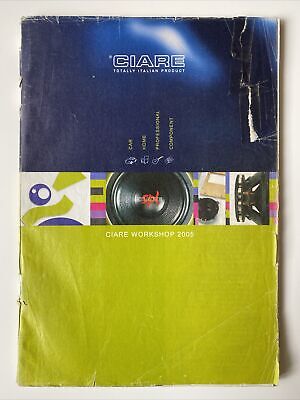 CIARE
TOTALLY ITALIAN PRODUCT
CAR
HOME
PROFESSIONAL
COMPONENT
CIARE WORKSHOP 2005